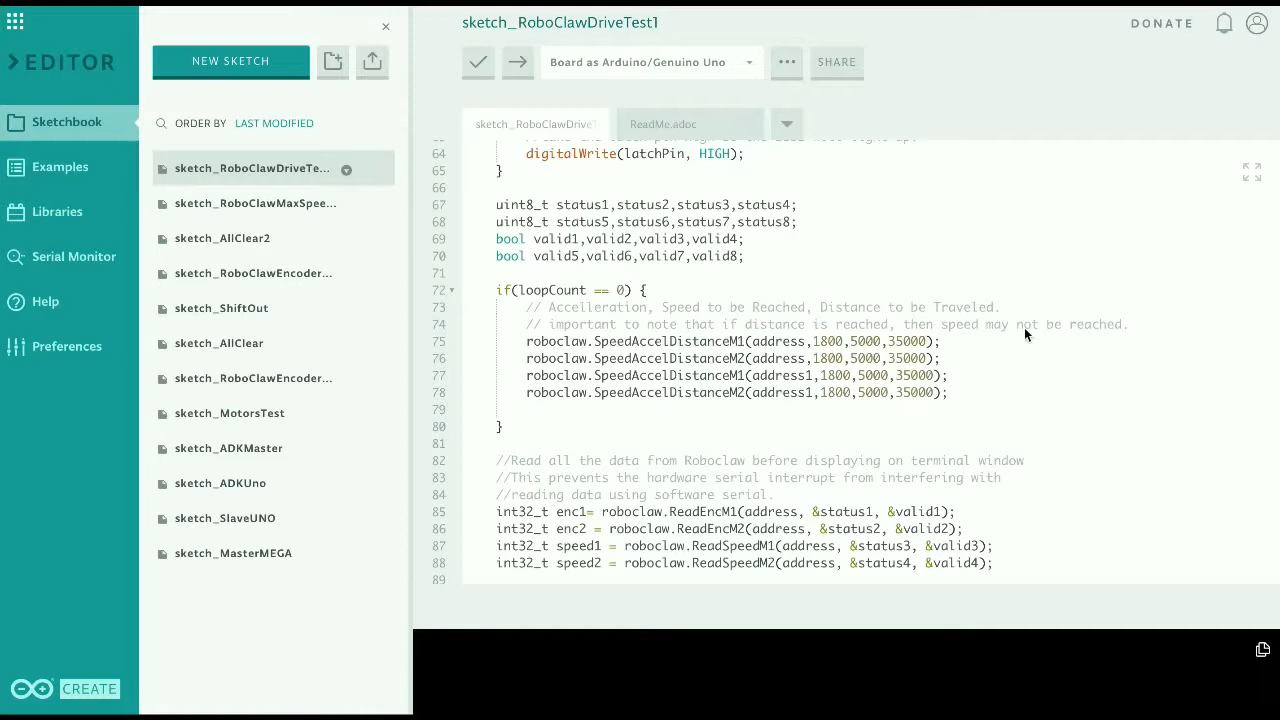 sketch_RoboClawDriveTest1
DONATE
EDITOR
NEW SKETCH
Board as Arduino/Genuino Uno
SHARE
Sketchbook
ORDER BY LAST MODIFIED
sketch_RoboClawDriveT
ReadMe.adoc
Examples
Libraries
Serial Monitor
Help
Preferences
sketch_RoboClawDriveTe...
sketch_RoboClawMaxSpee...
sketch_AllClear2
sketch_RoboClawEncoder...
sketch_ShiftOut
sketch_AllClear
sketch_RoboClawEncoder...
sketch_MotorsTest
sketch_ADKMaster
sketch_ADKUno
sketch_SlaveUNO
sketch_MasterMEGA
64 digitalWrite(latchPin, HIGH);
65 }
66
67 uint8_t status1,status2,status3,status4;
68 uint8_t status5,status6,status7,status8;
69 bool valid1,valid2,valid3,valid4;
70 bool valid5,valid6,valid7,valid8;
71
72 if(loopCount == 0) {
73 // Accelleration, Speed to be Reached, Distance to be Traveled.
74 // important to note that if distance is reached, then speed may not be reached.
75 roboclaw.SpeedAccelDistanceM1(address,1800,5000,35000);
76 roboclaw.SpeedAccelDistanceM2(address,1800,5000,35000);
77 roboclaw.SpeedAccelDistanceM1(address1,1800,5000,35000);
78 roboclaw.SpeedAccelDistanceM2(address1,1800,5000,35000);
79
80 }
81
82 //Read all the data from Roboclaw before displaying on terminal window
83 //This prevents the hardware serial interrupt from interfering with
84 //reading data using software serial.
85 int32_t enc1= roboclaw.ReadEncM1(address, &status1, &valid1);
86 int32_t enc2 = roboclaw.ReadEncM2(address, &status2, &valid2);
87 int32_t speed1 = roboclaw.ReadSpeedM1(address, &status3, &valid3);
88 int32_t speed2 = roboclaw.ReadSpeedM2(address, &status4, &valid4);
89
CREATE